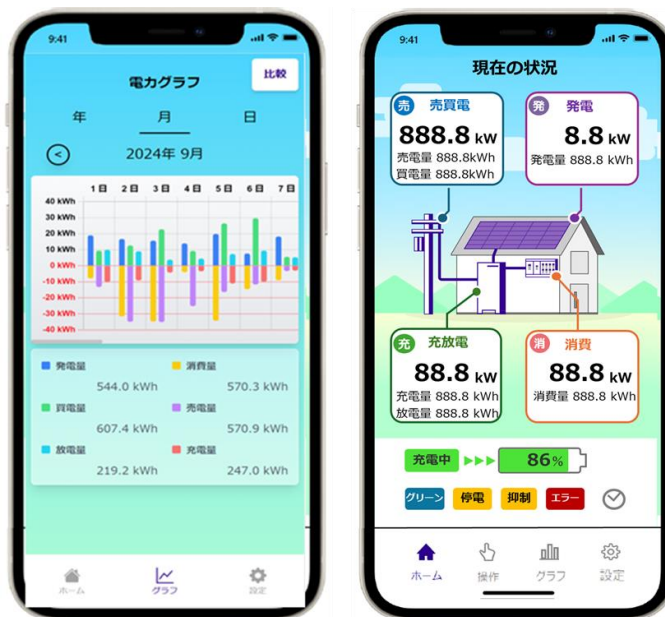 9:41
電力グラフ
比較
年 月 日
<
2024年 9月
1日 2日 3日 4日 5日 6日 7日
40 kWh
30 kWh
20 kWh
10 kWh
0 kWh
-10 kWh
-20 kWh
-30 kWh
-40 kWh
発電量 消費量
544.0 kWh 570.3 kWh
買電量 売電量
607.4 kWh 570.9 kWh
放電量 充電量
219.2 kWh 247.0 kWh
ホーム グラフ 設定
9:41
現在の状況
売 売買電
888.8 kW
売電量 888.8kWh
買電量 888.8kWh
発 発電
8.8 kW
発電量 888.8 kWh
充 充放電
88.8 kW
充電量 888.8 kWh
放電量 888.8 kWh
消 消費
88.8 kW
消費量 888.8 kWh
充電中 86%
グリーン 停電 抑制 エラー
ホーム 操作 グラフ 設定